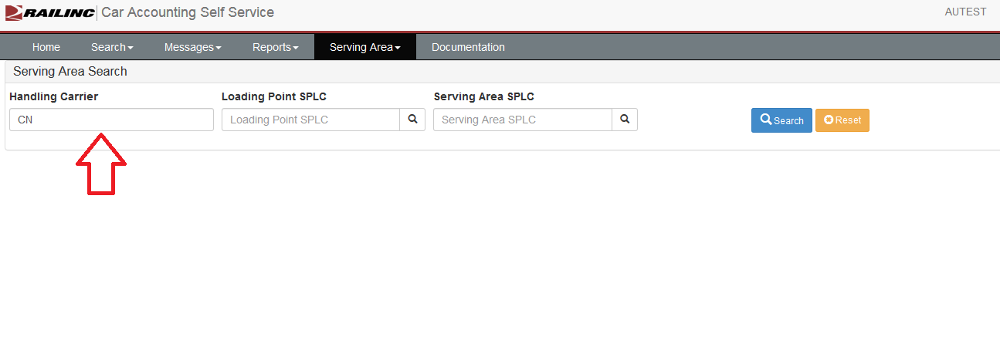 RAILINC Car Accounting Self Service AUTEST
Home Search Messages Reports Serving Area Documentation
Serving Area Search
Handling Carrier Loading Point SPLC Serving Area SPLC
CN Loading Point SPLC Serving Area SPLC Search Reset